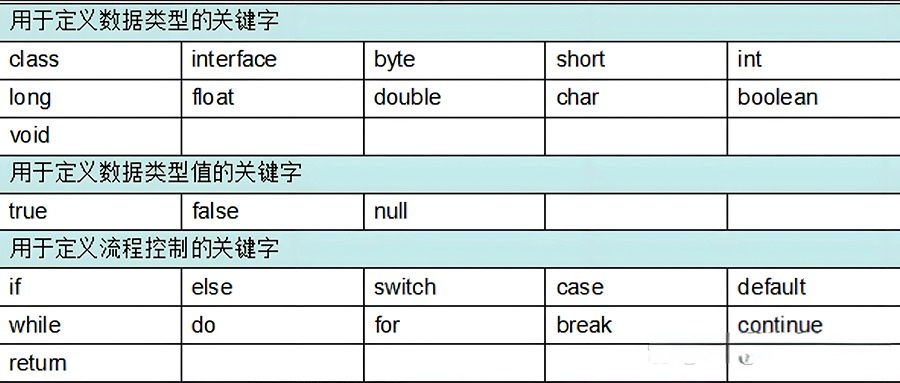 用于定义数据类型的关键字
class interface byte short int
long float double char boolean
void
用于定义数据类型值的关键字
true false null
用于定义流程控制的关键字
if else switch case default
while do for break continue
return